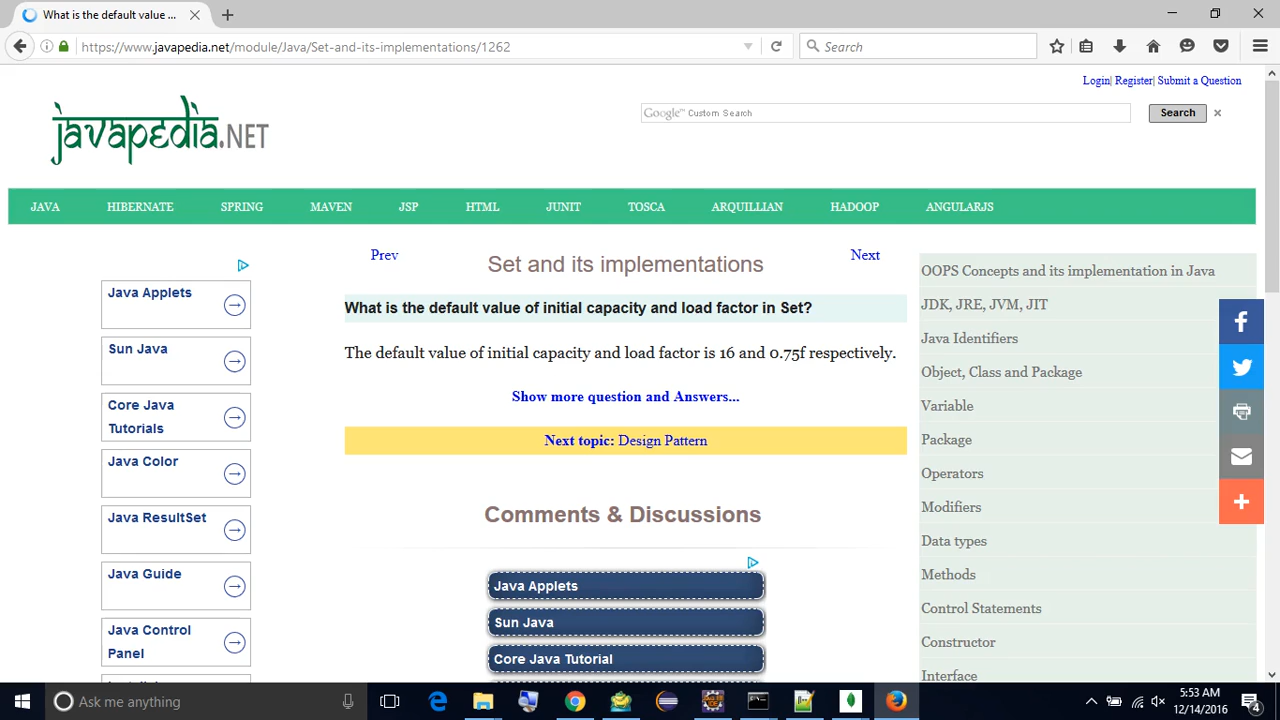 What is the default value ...
https://www.javapedia.net/module/Java/Set-and-its-implementations/1262
Search
Login| Register| Submit a Question
javapedia.NET
Google™ Custom Search
Search
JAVA HIBERNATE SPRING MAVEN JSP HTML JUNIT TOSCA ARQUILLIAN HADOOP ANGULARJS
Prev
Set and its implementations
Next
What is the default value of initial capacity and load factor in Set?
The default value of initial capacity and load factor is 16 and 0.75f respectively.
Show more question and Answers...
Next topic: Design Pattern
Comments & Discussions
Java Applets
Sun Java
Core Java Tutorial
Java Applets
Sun Java
Core Java
Tutorials
Java Color
Java ResultSet
Java Guide
Java Control
Panel
OOPS Concepts and its implementation in Java
JDK, JRE, JVM, JIT
Java Identifiers
Object, Class and Package
Variable
Package
Operators
Modifiers
Data types
Methods
Control Statements
Constructor
Interface
Ask me anything
5:53 AM
12/14/2016
4